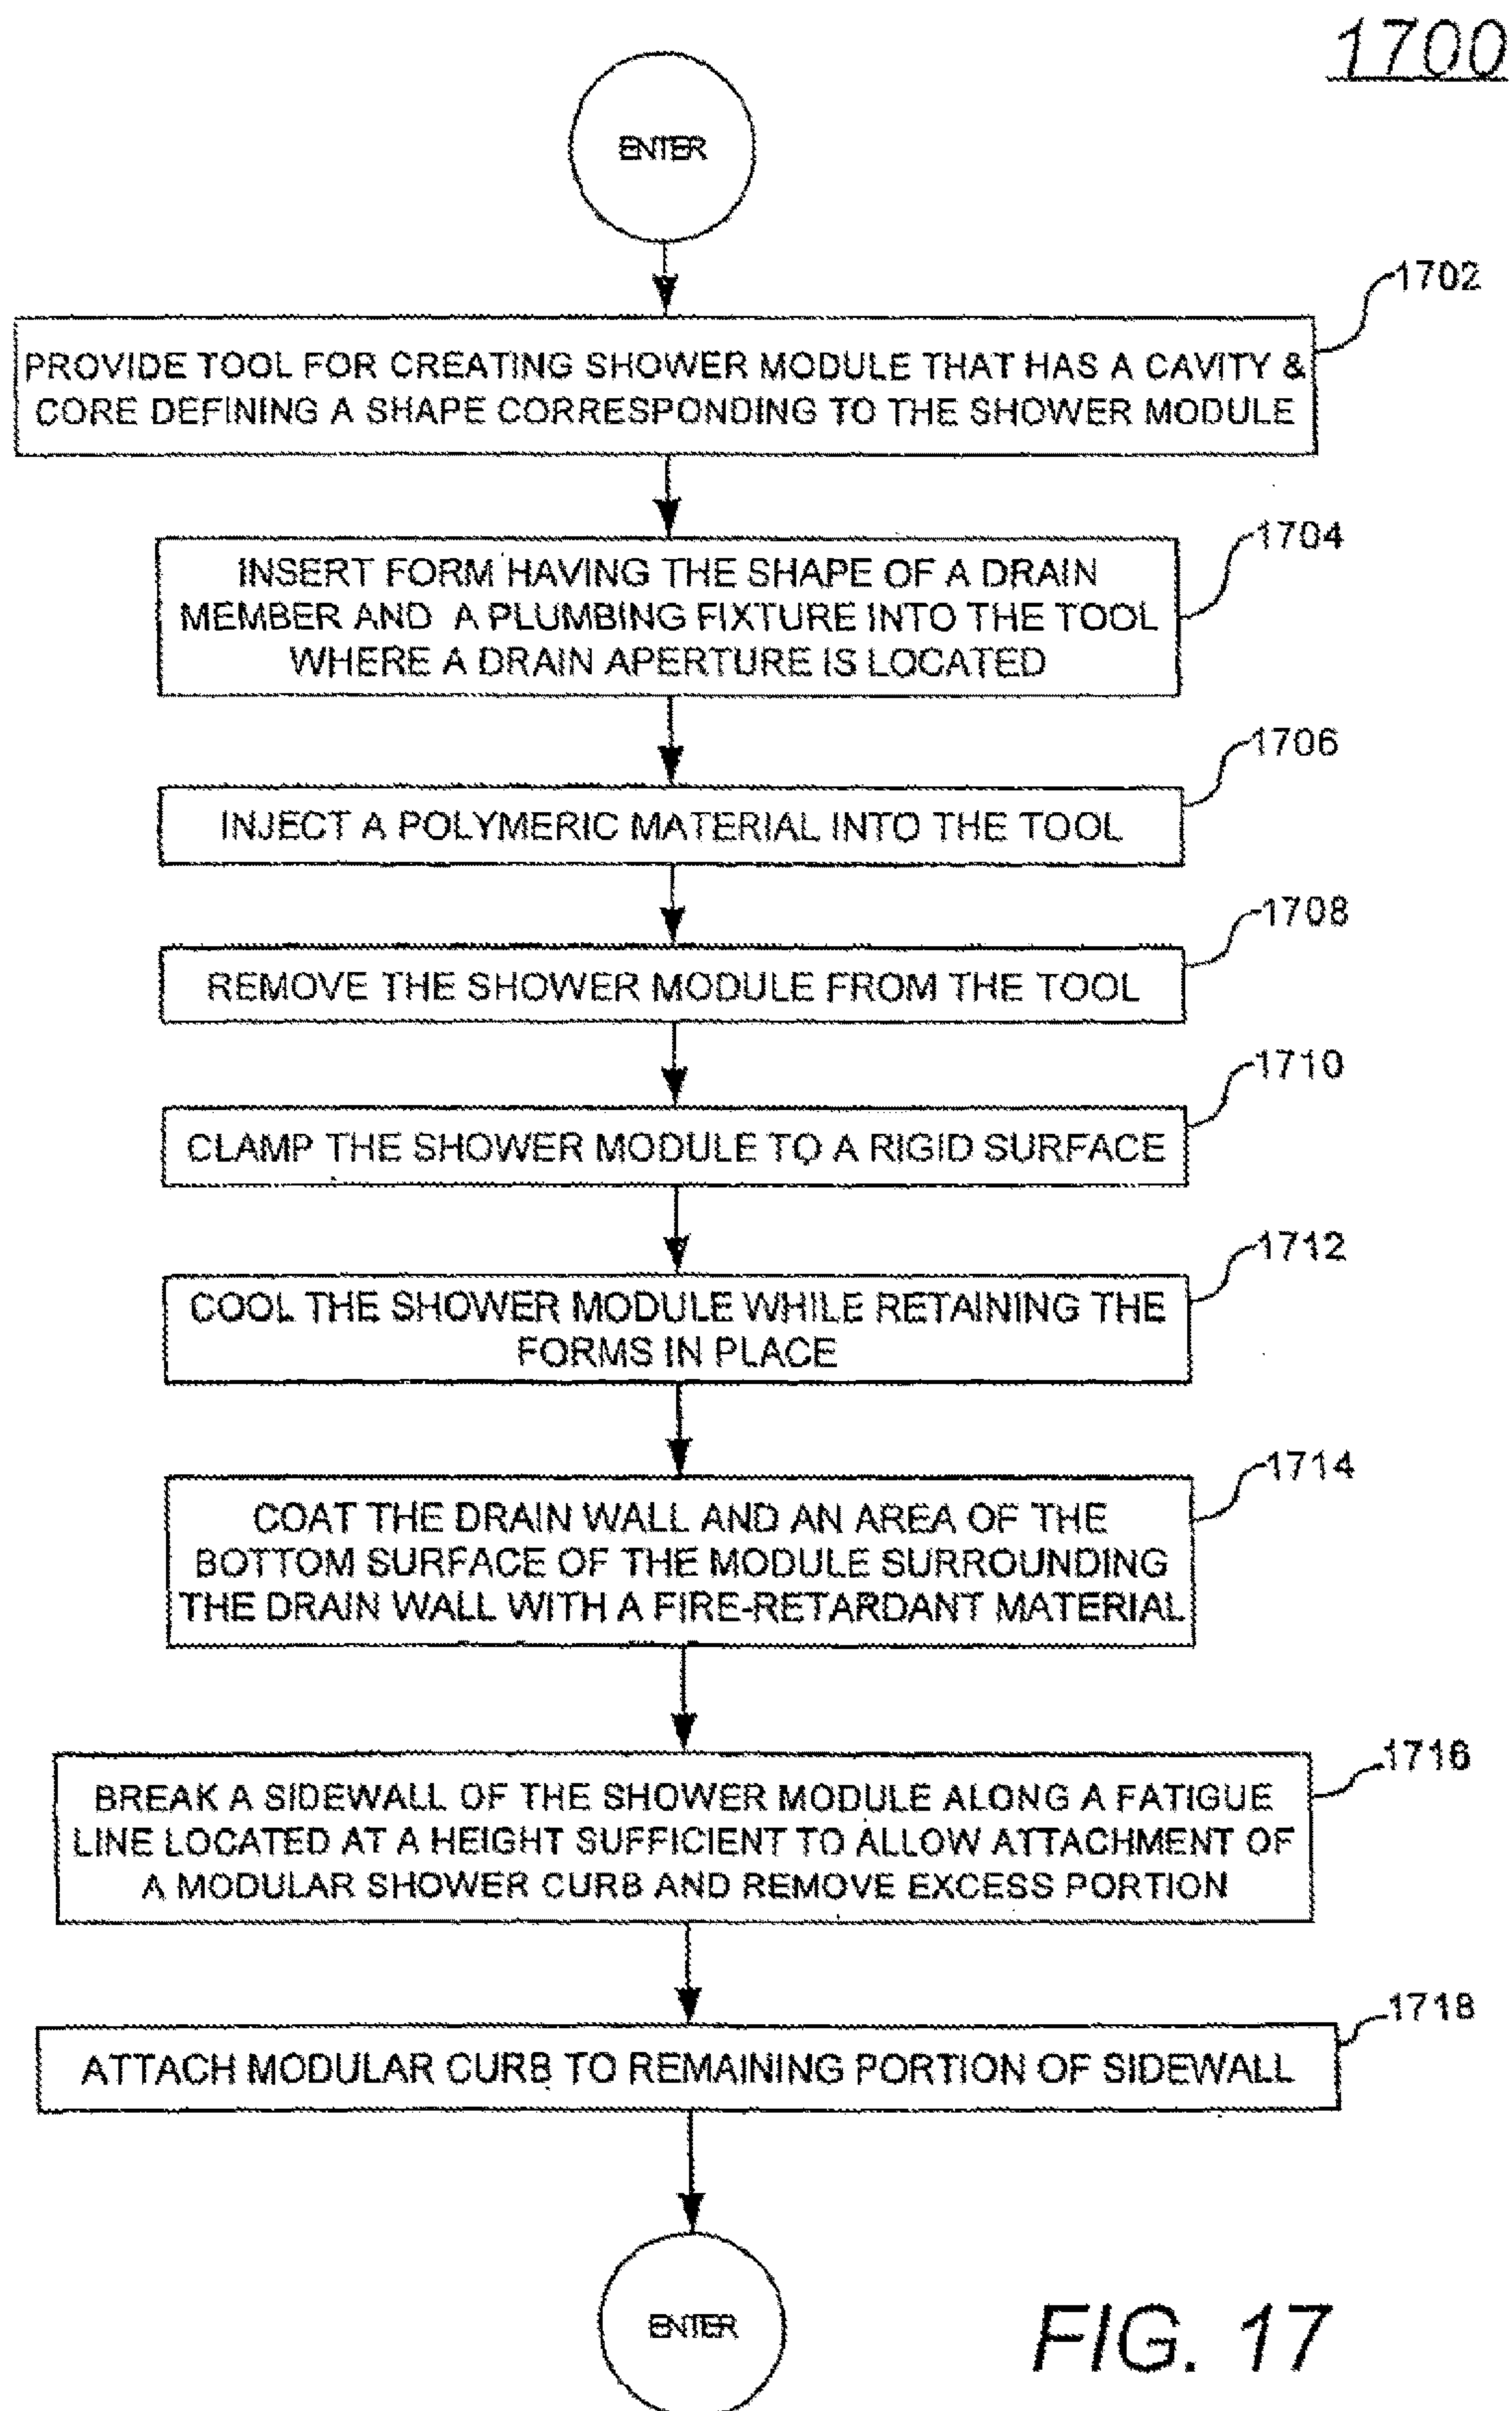 1700
ENTER
1702
PROVIDE TOOL FOR CREATING SHOWER MODULE THAT HAS A CAVITY &
CORE DEFINING A SHAPE CORRESPONDING TO THE SHOWER MODULE
1704
INSERT FORM HAVING THE SHAPE OF A DRAIN
MEMBER AND A PLUMBING FIXTURE INTO THE TOOL
WHERE A DRAIN APERTURE IS LOCATED
1706
INJECT A POLYMERIC MATERIAL INTO THE TOOL
1708
REMOVE THE SHOWER MODULE FROM THE TOOL
1710
CLAMP THE SHOWER MODULE TO A RIGID SURFACE
1712
COOL THE SHOWER MODULE WHILE RETAINING THE
FORMS IN PLACE
1714
COAT THE DRAIN WALL AND AN AREA OF THE
BOTTOM SURFACE OF THE MODULE SURROUNDING
THE DRAIN WALL WITH A FIRE-RETARDANT MATERIAL
1716
BREAK A SIDEWALL OF THE SHOWER MODULE ALONG A FATIGUE
LINE LOCATED AT A HEIGHT SUFFICIENT TO ALLOW ATTACHMENT OF
A MODULAR SHOWER CURB AND REMOVE EXCESS PORTION
1718
ATTACH MODULAR CURB TO REMAINING PORTION OF SIDEWALL
ENTER
FIG. 17